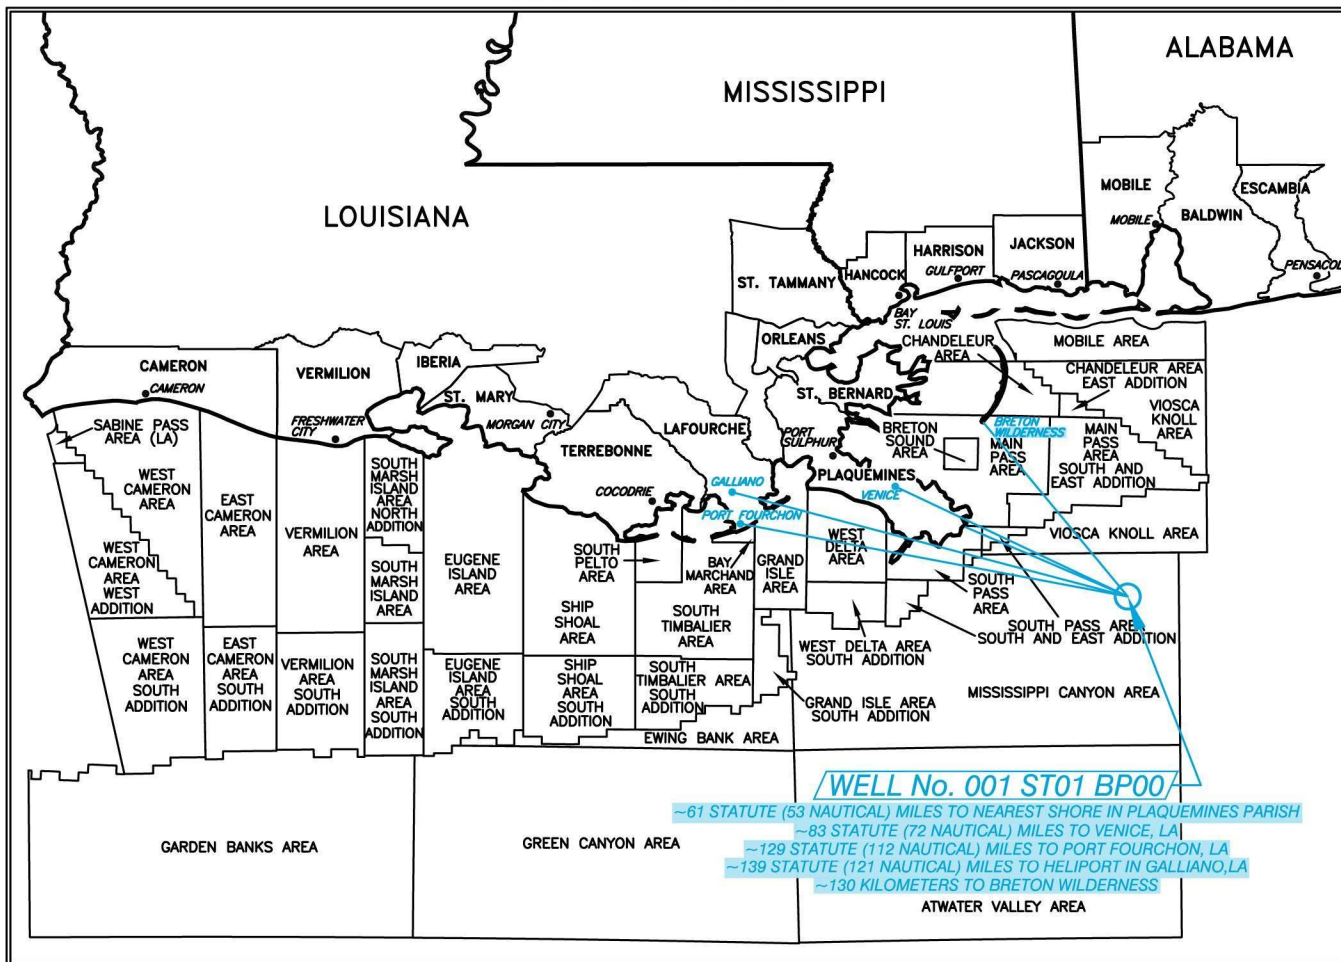 ALABAMA
MISSISSIPPI
LOUISIANA
MOBILE
MOBILE
BALDWIN
ESCAMBIA
HARRISON
GULFPORT
JACKSON
PASCAGOULA
ST. TAMMANY
HANCOCK
BAY
ST. LOUIS
ORLEANS
CHANDELEUR
AREA
MOBILE AREA
CHANDELEUR AREA
EAST ADDITION
VIOSCA
KNOLL
AREA
CAMERON
CAMERON
VERMILION
FRESHWATER
CITY
IBERIA
ST. MARY
MORGAN CITY
ST. BERNARD
PORT
SULPHUR
LAFOURCHE
TERREBONNE
COCODRIE
GALLIANO
PORT FOURCHON
PLAQUEMINES
VENICE
BRETON
SOUND
AREA
BRETON
WILDERNESS
MAIN
PASS
AREA
MAIN
PASS
AREA
SOUTH AND
EAST ADDITION
VIOSCA KNOLL AREA
SABINE PASS
AREA (LA)
WEST
CAMERON
AREA
WEST
CAMERON
AREA
WEST
ADDITION
EAST
CAMERON
AREA
VERMILION
AREA
SOUTH
MARSH
ISLAND
AREA
NORTH
ADDITION
SOUTH
MARSH
ISLAND
AREA
EUGENE
ISLAND
AREA
SHIP
SHOAL
AREA
SOUTH
PELTO
AREA
BAY
MARCHAND
AREA
GRAND
ISLE
AREA
WEST
DELTA
AREA
SOUTH
PASS
AREA
SOUTH PASS AREA
SOUTH AND EAST ADDITION
SOUTH
TIMBALIER
AREA
WEST DELTA AREA
SOUTH ADDITION
WEST
CAMERON
AREA
SOUTH
ADDITION
EAST
CAMERON
AREA
SOUTH
ADDITION
VERMILION
AREA
SOUTH
ADDITION
SOUTH
MARSH
ISLAND
AREA
SOUTH
ADDITION
EUGENE
ISLAND
AREA
SOUTH
ADDITION
SHIP
SHOAL
AREA
SOUTH
ADDITION
SOUTH
TIMBALIER AREA
SOUTH
ADDITION
GRAND ISLE AREA
SOUTH ADDITION
MISSISSIPPI CANYON AREA
EWING BANK AREA
GARDEN BANKS AREA
GREEN CANYON AREA
WELL No. 001 ST01 BP00
~61 STATUTE (53 NAUTICAL) MILES TO NEAREST SHORE IN PLAQUEMINES PARISH
~83 STATUTE (72 NAUTICAL) MILES TO VENICE, LA
~129 STATUTE (112 NAUTICAL) MILES TO PORT FOURCHON, LA
~139 STATUTE (121 NAUTICAL) MILES TO HELIPORT IN GALLIANO,LA
~130 KILOMETERS TO BRETON WILDERNESS
ATWATER VALLEY AREA